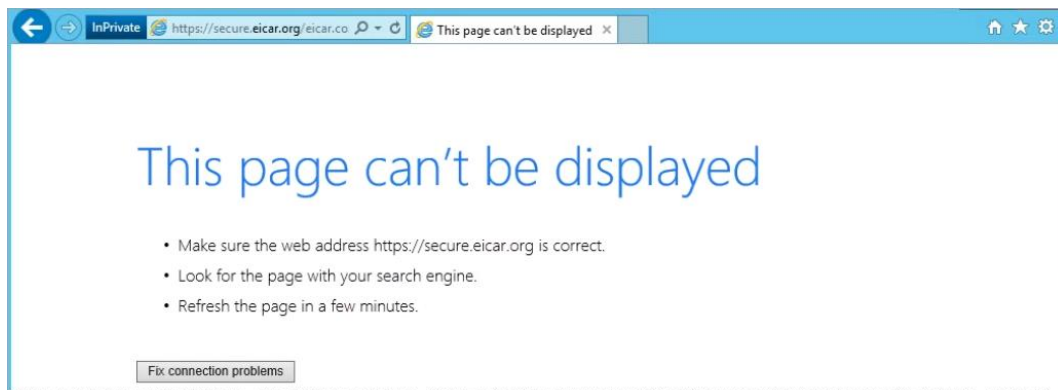 InPrivate https://secure.eicar.org/eicar.co This page can't be displayed
This page can't be displayed
• Make sure the web address https://secure.eicar.org is correct.
• Look for the page with your search engine.
• Refresh the page in a few minutes.
Fix connection problems